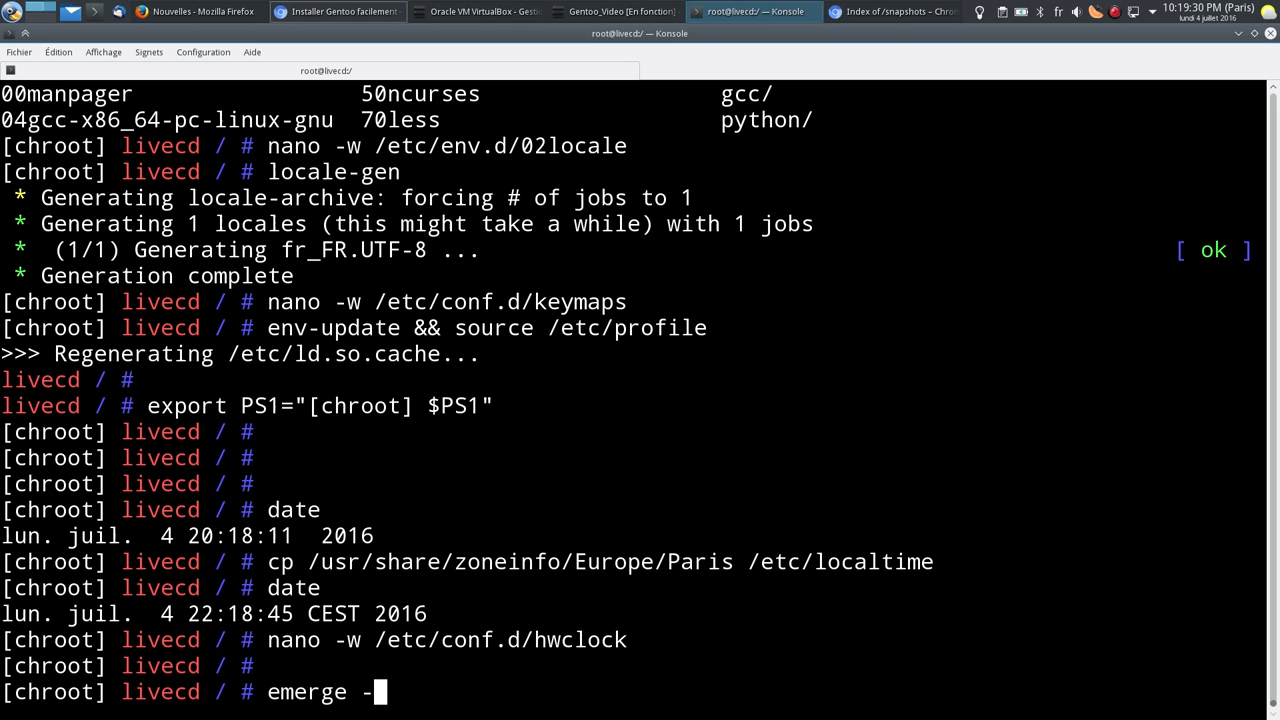 Nouvelles - Mozilla Firefox
Installer Gentoo facilement
Oracle VM VirtualBox - Gesti
Gentoo_Video [En fonction]
root@livecd:/ — Konsole
Index of /snapshots – Chro
fr
10:19:30 PM (Paris)
lundi 4 juillet 2016
root@livecd:/ — Konsole
Fichier Édition Affichage Signets Configuration Aide
root@livecd:/
00manpager 50ncurses gcc/
04gcc-x86_64-pc-linux-gnu 70less python/
[chroot] livecd / # nano -w /etc/env.d/02locale
[chroot] livecd / # locale-gen
* Generating locale-archive: forcing # of jobs to 1
* Generating 1 locales (this might take a while) with 1 jobs
* (1/1) Generating fr_FR.UTF-8 ... [ ok ]
* Generation complete
[chroot] livecd / # nano -w /etc/conf.d/keymaps
[chroot] livecd / # env-update && source /etc/profile
>>> Regenerating /etc/ld.so.cache...
livecd / #
livecd / # export PS1="[chroot] $PS1"
[chroot] livecd / #
[chroot] livecd / #
[chroot] livecd / #
[chroot] livecd / # date
lun. juil. 4 20:18:11 2016
[chroot] livecd / # cp /usr/share/zoneinfo/Europe/Paris /etc/localtime
[chroot] livecd / # date
lun. juil. 4 22:18:45 CEST 2016
[chroot] livecd / # nano -w /etc/conf.d/hwclock
[chroot] livecd / #
[chroot] livecd / # emerge -